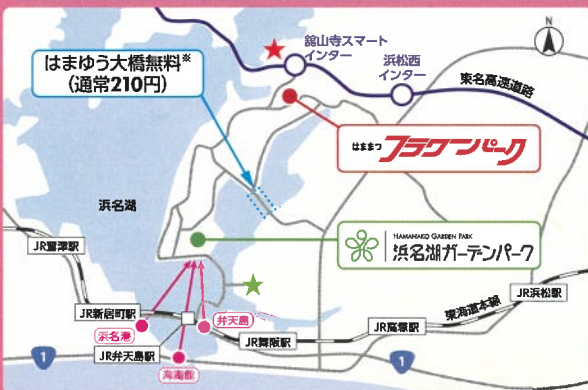 はまゆう大橋無料※
(通常210円)
舘山寺スマート
インター
浜松西
インター
N
東名高速道路
はままつ フラワーパーク
浜名湖
HAMANAKO GARDEN PARK
浜名湖ガーデンパーク
JR鷲津駅
JR新居町駅
浜名港
弁天島
JR弁天島駅
海湖館
JR舞阪駅
JR高塚駅
東海道本線
JR浜松駅
1
1